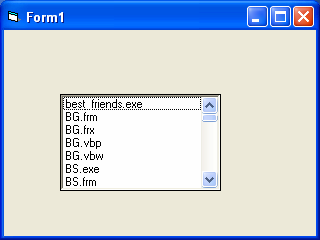 Form1
best_friends.exe
BG.frm
BG.frx
BG.vbp
BG.vbw
BS.exe
BS.frm